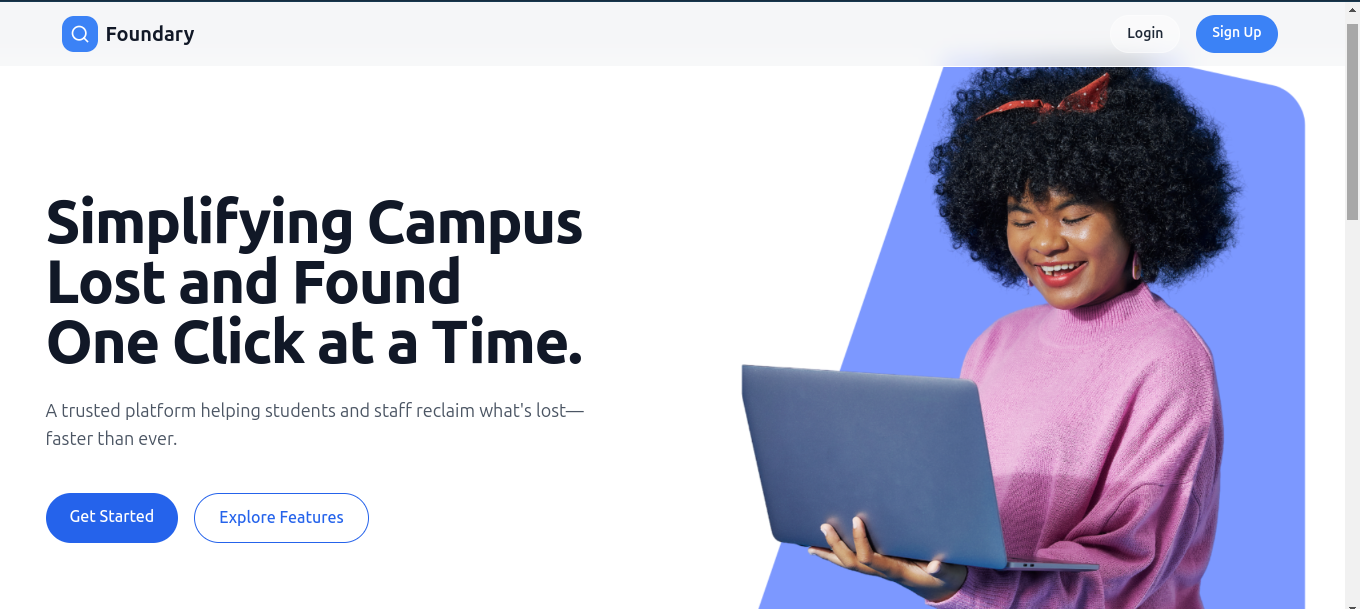 Foundary
Login
Sign Up
Simplifying Campus
Lost and Found
One Click at a Time.
A trusted platform helping students and staff reclaim what's lost—
faster than ever.
Get Started
Explore Features